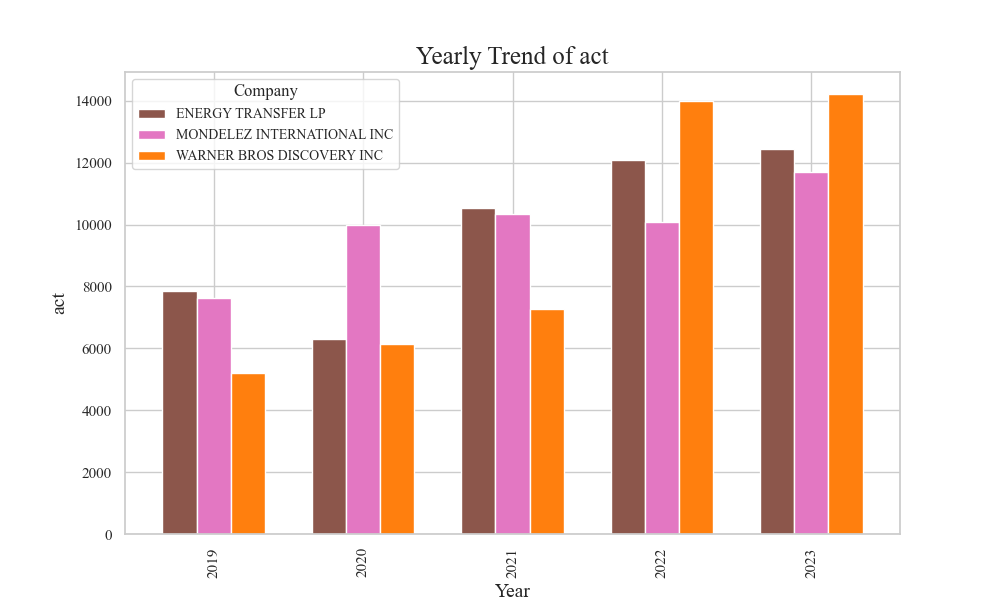 Yearly Trend of act
Company
ENERGY TRANSFER LP
MONDELEZ INTERNATIONAL INC
WARNER BROS DISCOVERY INC
14000
12000
10000
8000
6000
4000
2000
0
act
2019
2020
2021
2022
2023
Year